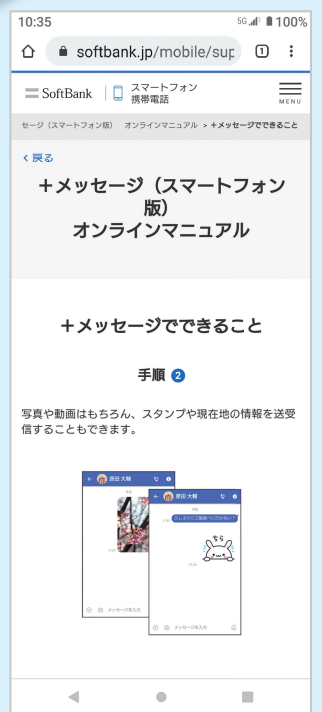 10:35 5G 100%
softbank.jp/mobile/sup 1
SoftBank スマートフォン
携帯電話
MENU
セージ（スマートフォン版） オンラインマニュアル > +メッセージでできること
< 戻る
+メッセージ（スマートフォン
版）
オンラインマニュアル
+メッセージでできること
手順 2
写真や動画はもちろん、スタンプや現在地の情報を送受
信することもできます。
原田 大輔
原田 大輔
ちら
メッセージを入力
メッセージを入力